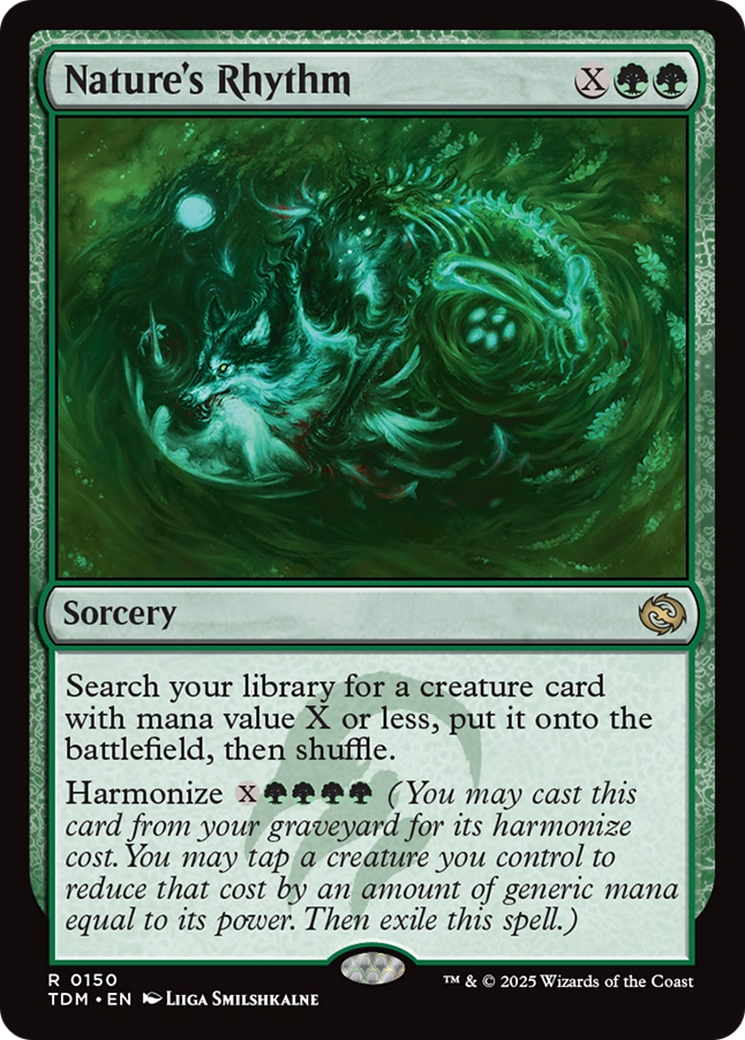 Nature's Rhythm X
Sorcery
Search your library for a creature card
with mana value X or less, put it onto the
battlefield, then shuffle.
Harmonize X (You may cast this
card from your graveyard for its harmonize
cost. You may tap a creature you control to
reduce that cost by an amount of generic mana
equal to its power. Then exile this spell.)
R 0150
TDM • EN Liiga Smilshkalne
™ & © 2025 Wizards of the Coast